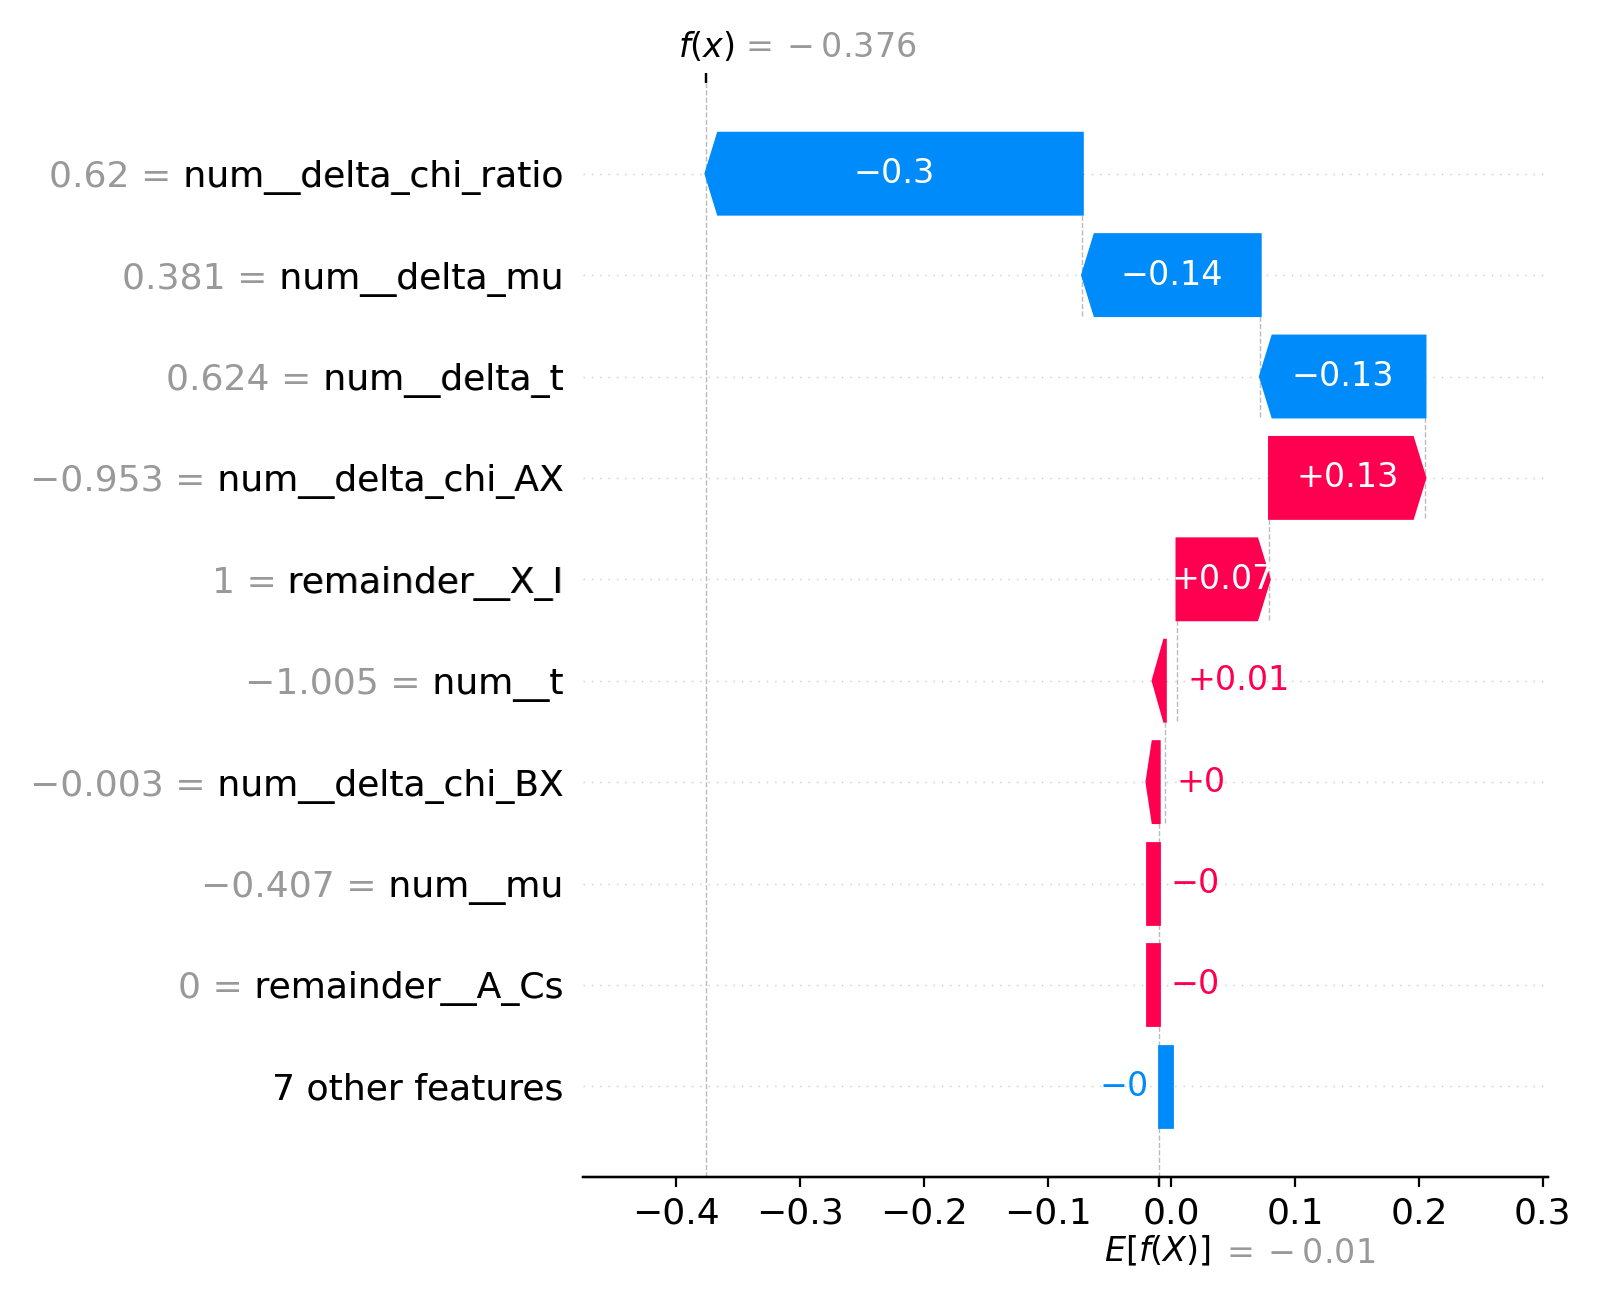 f(x) = −0.376
0.62 = num__delta_chi_ratio −0.3
0.381 = num__delta_mu −0.14
0.624 = num__delta_t −0.13
−0.953 = num__delta_chi_AX +0.13
1 = remainder__X_I +0.07
−1.005 = num__t +0.01
−0.003 = num__delta_chi_BX +0
−0.407 = num__mu −0
0 = remainder__A_Cs −0
7 other features −0
−0.4 −0.3 −0.2 −0.1 0.0 0.1 0.2 0.3
E[f(X)] = −0.01